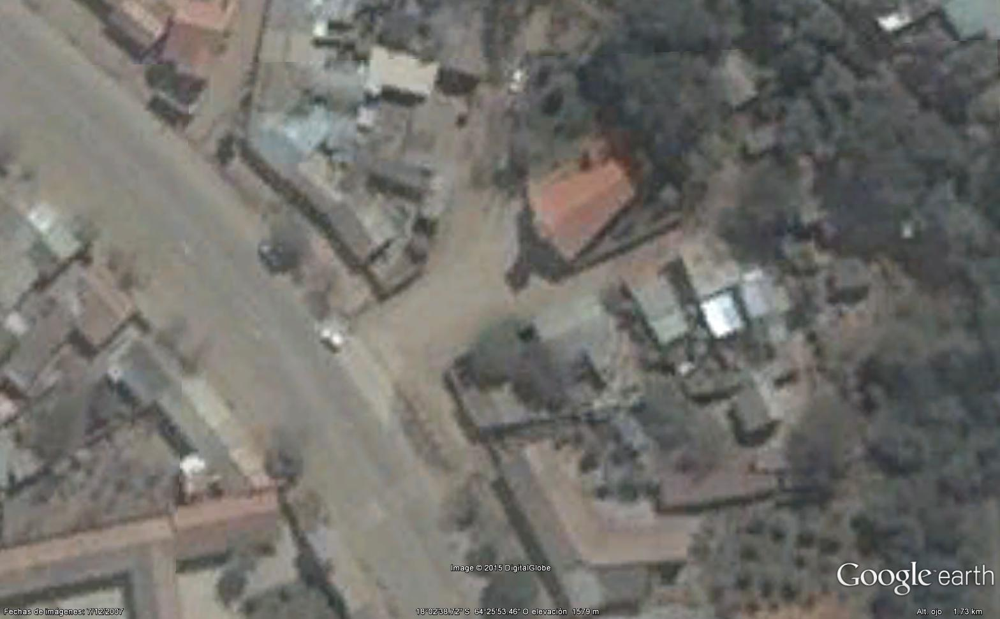 Image © 2015 DigitalGlobe
Google earth
Fechas de imágenes: 7/12/2007 18°02'38.72" S 64°25'53.46" O elevación 1579 m Alt. ojo 1.73 km